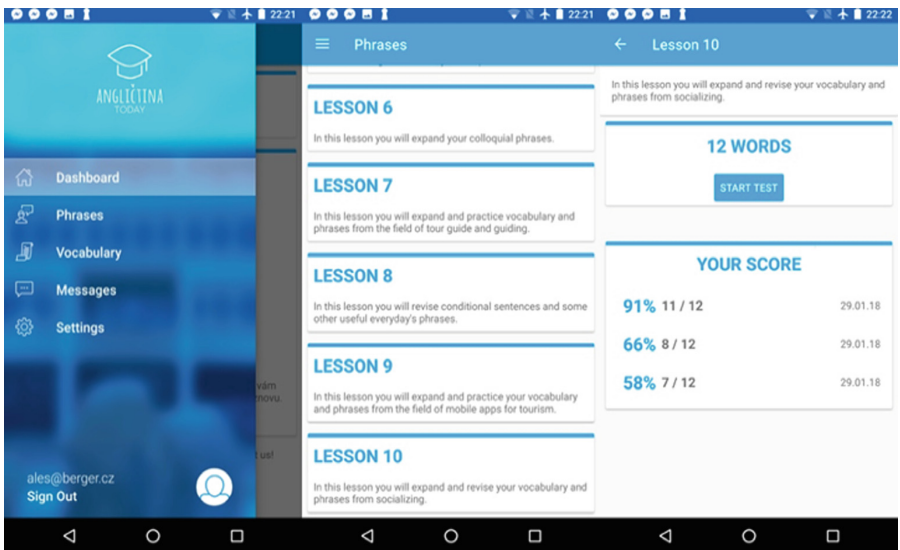 22:21
ANGLIČTINA
TODAY
Dashboard
Phrases
Vocabulary
Messages
Settings
vám
znovu.
us!
ales@berger.cz
Sign Out
22:21
Phrases
LESSON 6
In this lesson you will expand your colloquial phrases.
LESSON 7
In this lesson you will expand and practice vocabulary and
phrases from the field of tour guide and guiding.
LESSON 8
In this lesson you will revise conditional sentences and some
other useful everyday's phrases.
LESSON 9
In this lesson you will expand and practice your vocabulary
and phrases from the field of mobile apps for tourism.
LESSON 10
In this lesson you will expand and revise your vocabulary and
phrases from socializing.
22:22
Lesson 10
In this lesson you will expand and revise your vocabulary and
phrases from socializing.
12 WORDS
START TEST
YOUR SCORE
91% 11 / 12 29.01.18
66% 8 / 12 29.01.18
58% 7 / 12 29.01.18